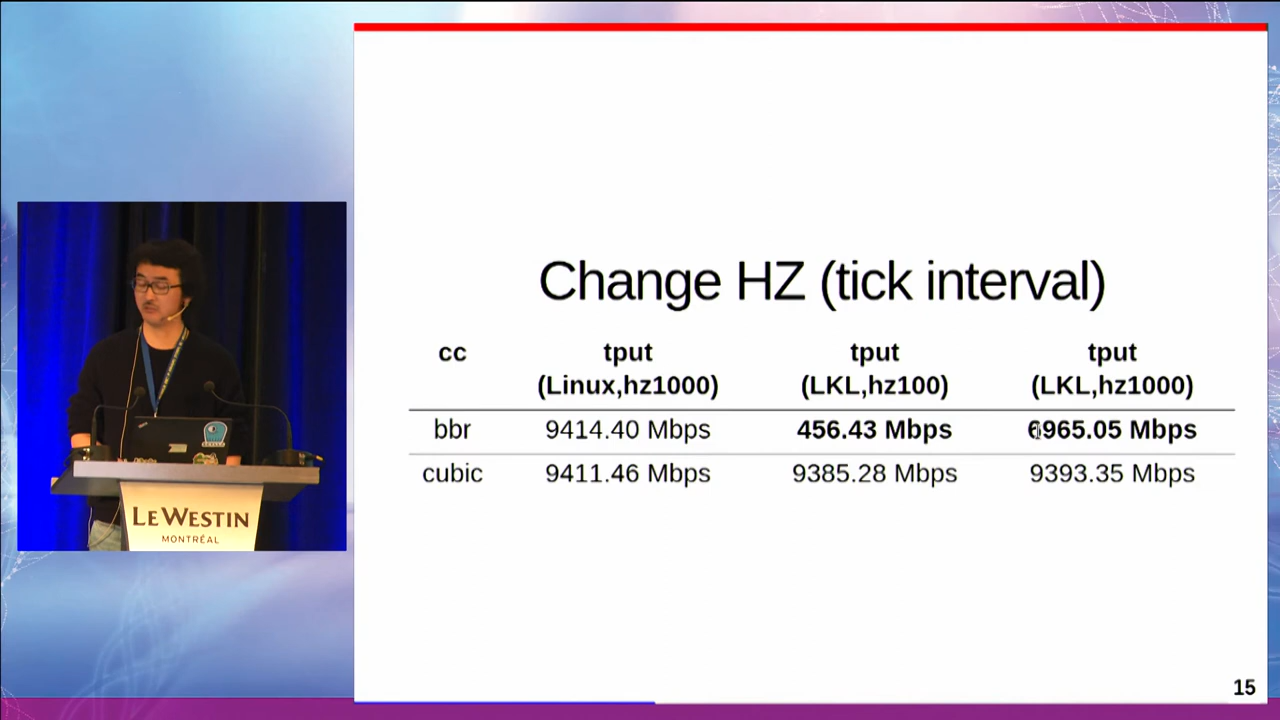 Change HZ (tick interval)
cc tput (Linux,hz1000) tput (LKL,hz100) tput (LKL,hz1000)
bbr 9414.40 Mbps 456.43 Mbps 6965.05 Mbps
cubic 9411.46 Mbps 9385.28 Mbps 9393.35 Mbps
15
LE WESTIN
MONTRÉAL